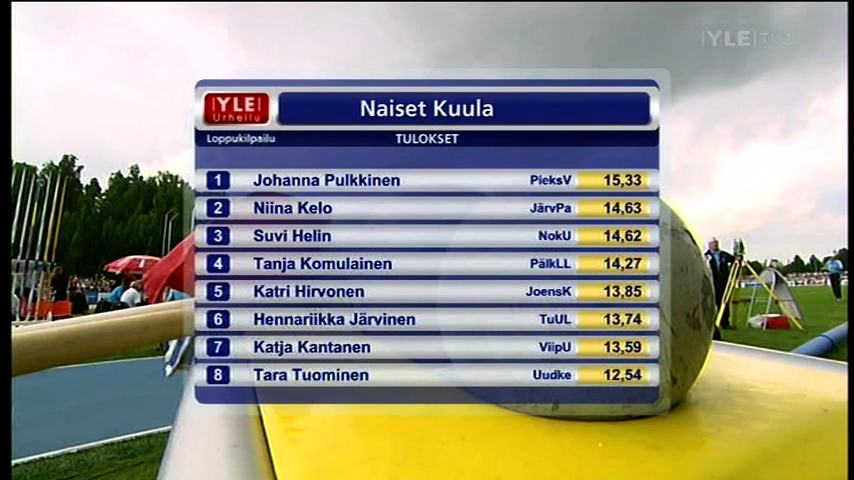 YLE TV2
YLE Naiset Kuula
Urheilu
Loppukilpailu TULOKSET
1 Johanna Pulkkinen PieksV 15,33
2 Niina Kelo JärvPa 14,63
3 Suvi Helin NokU 14,62
4 Tanja Komulainen PälkLL 14,27
5 Katri Hirvonen JoensK 13,85
6 Hennariikka Järvinen TuUL 13,74
7 Katja Kantanen ViipU 13,59
8 Tara Tuominen Uudke 12,54